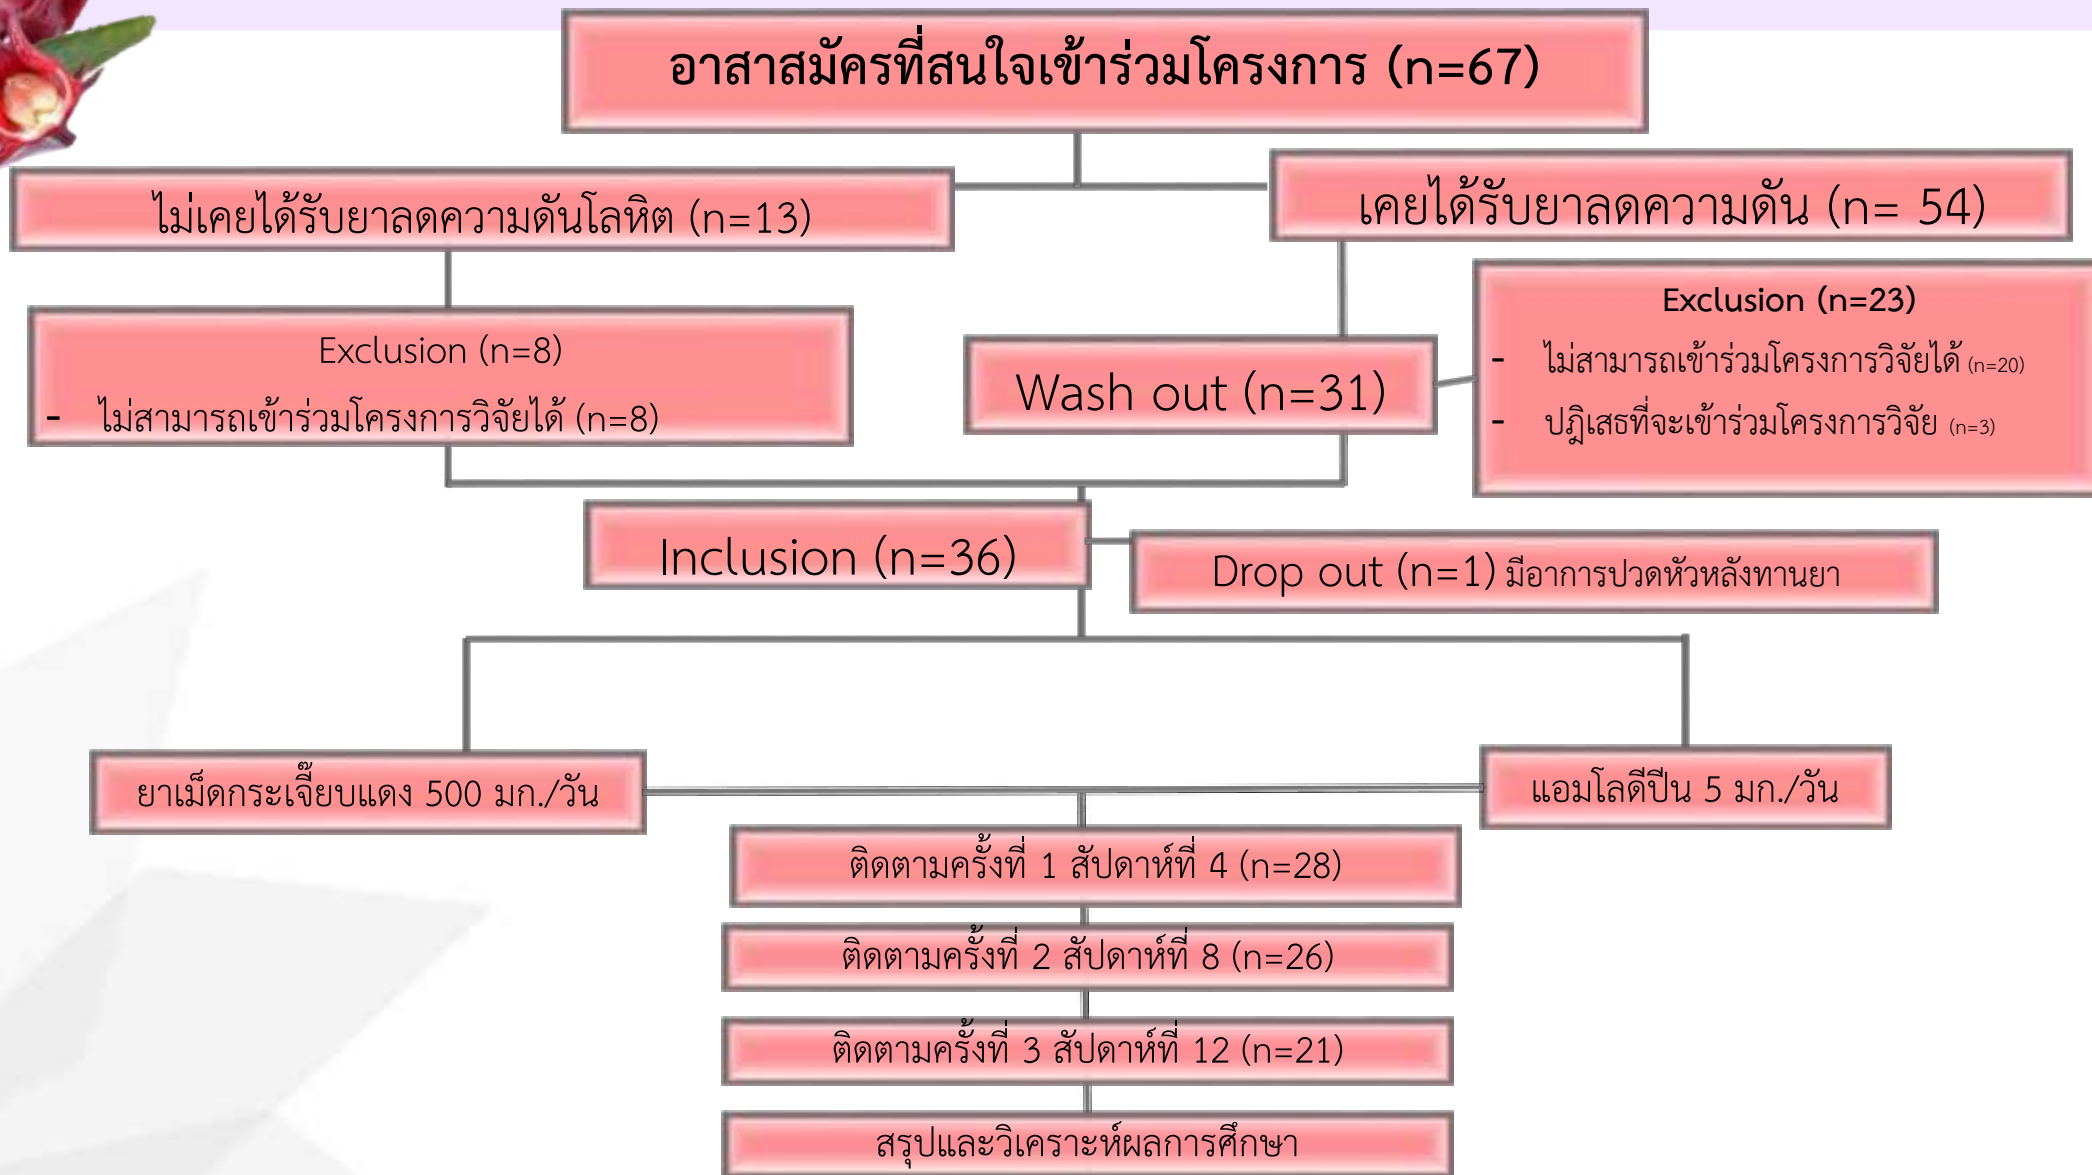 อาสาสมัครที่สนใจเข้าร่วมโครงการ (n=67)
ไม่เคยได้รับยาลดความดันโลหิต (n=13)
เคยได้รับยาลดความดัน (n= 54)
Exclusion (n=8)
- ไม่สามารถเข้าร่วมโครงการวิจัยได้ (n=8)
Wash out (n=31)
Exclusion (n=23)
- ไม่สามารถเข้าร่วมโครงการวิจัยได้ (n=20)
- ปฎิเสธที่จะเข้าร่วมโครงการวิจัย (n=3)
Inclusion (n=36)
Drop out (n=1) มีอาการปวดหัวหลังทานยา
ยาเม็ดกระเจี๊ยบแดง 500 มก./วัน
แอมโลดีปีน 5 มก./วัน
ติดตามครั้งที่ 1 สัปดาห์ที่ 4 (n=28)
ติดตามครั้งที่ 2 สัปดาห์ที่ 8 (n=26)
ติดตามครั้งที่ 3 สัปดาห์ที่ 12 (n=21)
สรุปและวิเคราะห์ผลการศึกษา